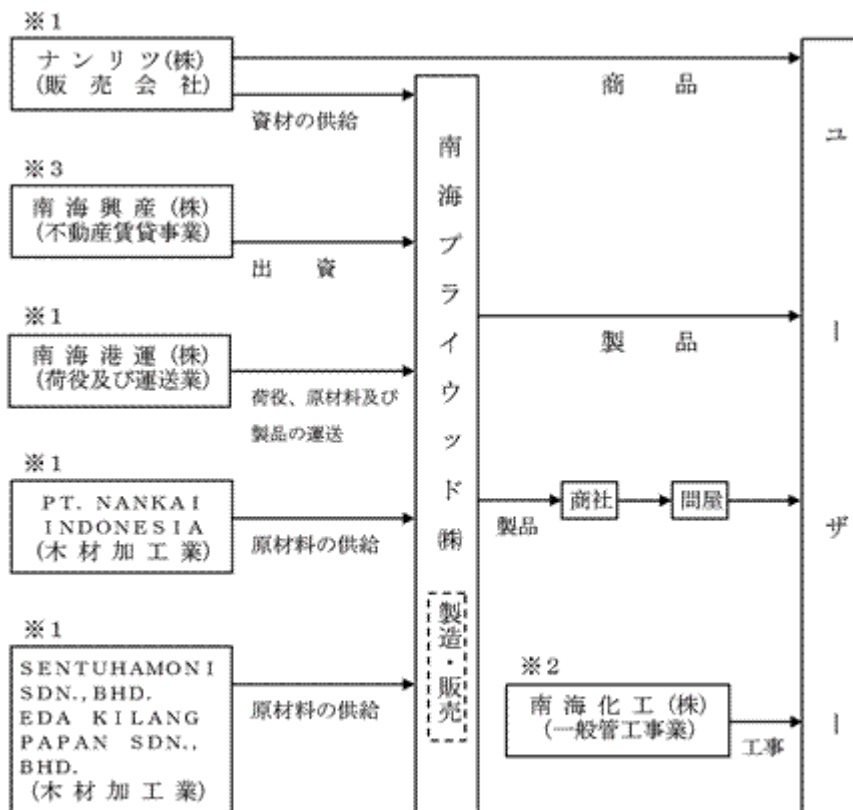 ※1
ナンリツ(株)
(販売会社)
商品
資材の供給
※3
南海興産(株)
(不動産賃貸事業)
出資
※1
南海港運(株)
(荷役及び運送業)
荷役、原材料及び
製品の運送
※1
PT. NANKAI
INDONESIA
(木材加工業)
原材料の供給
※1
SENTUHAMONI
SDN.,BHD.
EDA KILANG
PAPAN SDN.,
BHD.
(木材加工業)
原材料の供給
南海プライウッド㈱
製造・販売
製品
製品
商社
問屋
※2
南海化工(株)
(一般管工事業)
工事
ユーザー